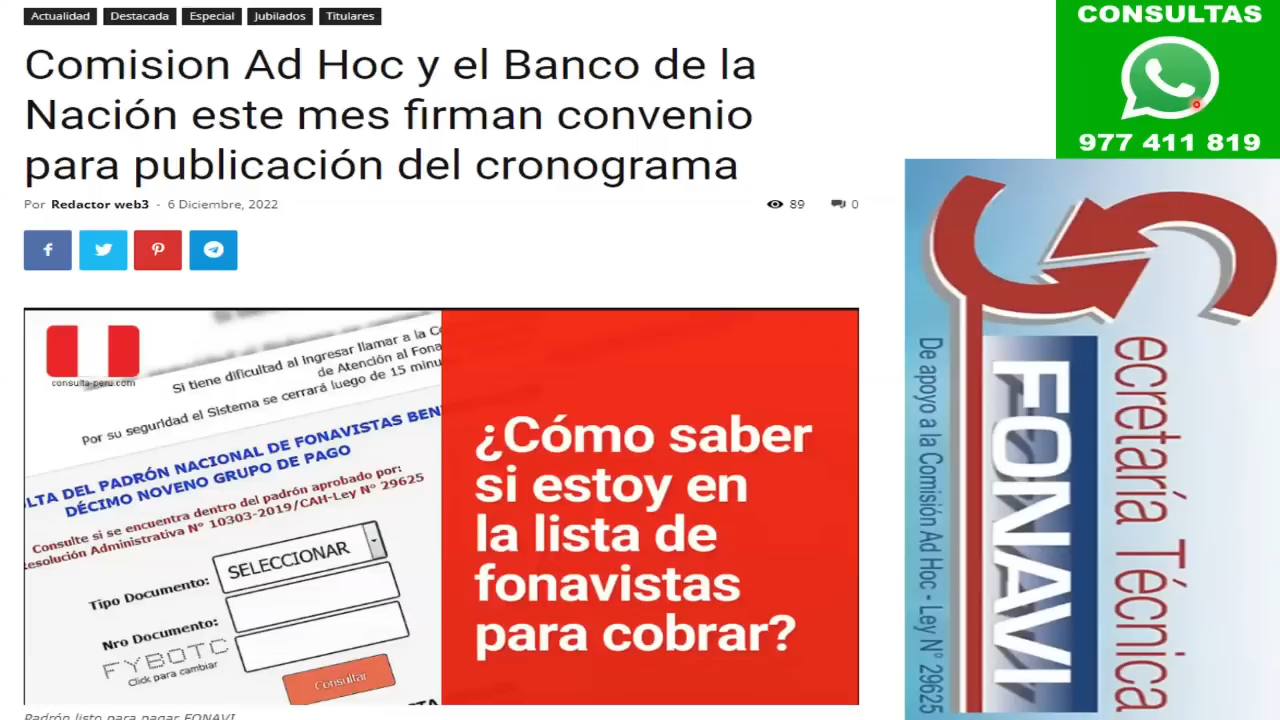 Actualidad Destacada Especial Jubilados Titulares
Comision Ad Hoc y el Banco de la
Nación este mes firman convenio
para publicación del cronograma
Por Redactor web3 - 6 Diciembre, 2022
89 0
CONSULTAS
977 411 819
consulta-peru.com
Si tiene dificultad al Ingresar llamar a la
de Atención al
Por su seguridad el Sistema se cerrará luego de 15
DEL PADRÓN NACIONAL DE FONAVISTAS
DÉCIMO NOVENO GRUPO DE PAGO
Consulte si se encuentra dentro del padrón aprobado por:
Administrativa N° 10303-2019/CAH-Ley N° 29625
Tipo Documento: SELECCIONAR
Nro Documento:
FYBOTC
Click para cambiar
Consultar
¿Cómo saber
si estoy en
la lista de
fonavistas
para cobrar?
Padrón listo para pagar FONAVI
ecretaría Técnica
FONAVI
De apoyo a la Comisión Ad Hoc - Ley N° 29625